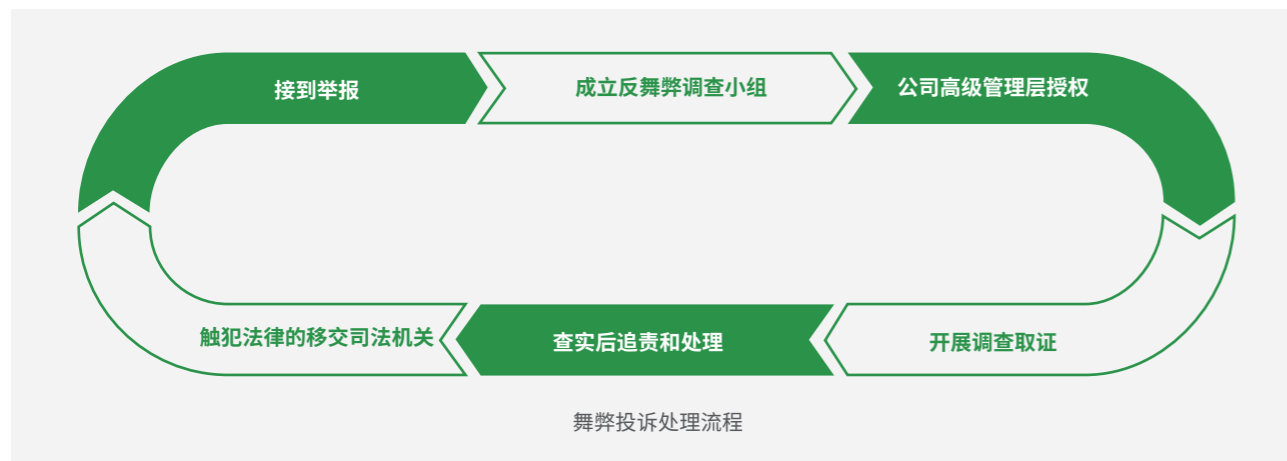 接到举报
成立反舞弊调查小组
公司高级管理层授权
开展调查取证
查实后追责和处理
触犯法律的移交司法机关
舞弊投诉处理流程